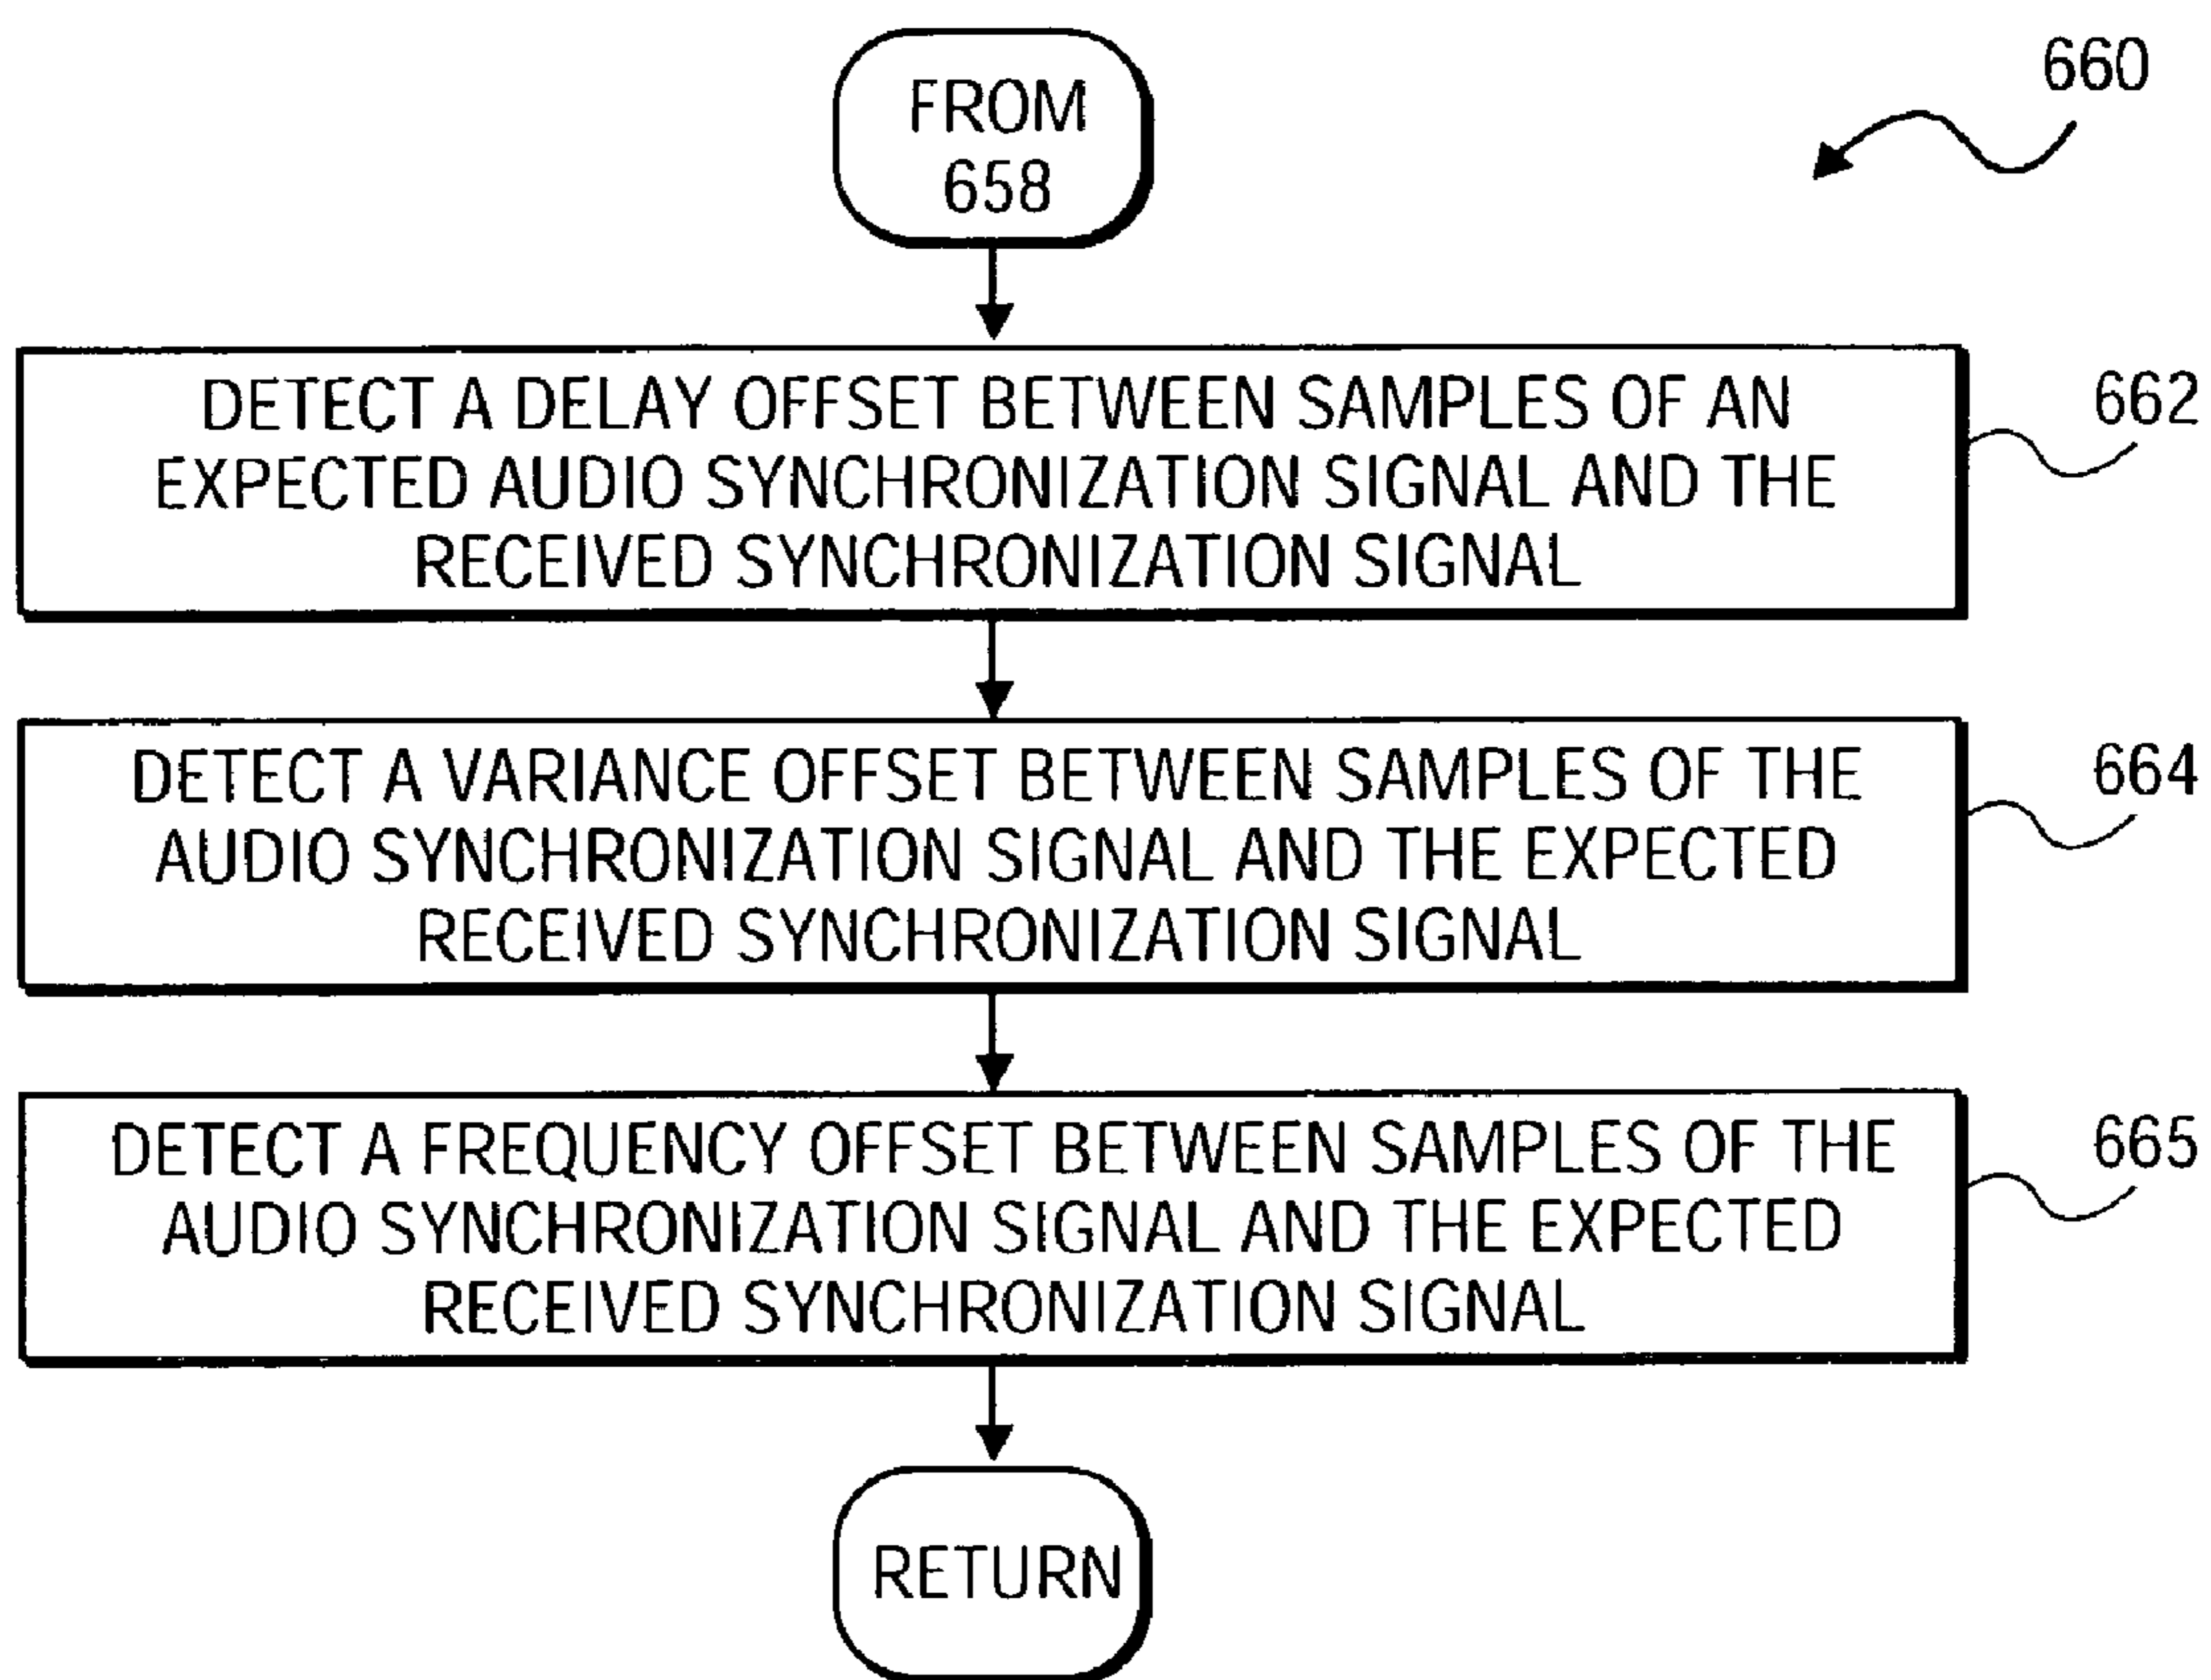 FROM
658
660
DETECT A DELAY OFFSET BETWEEN SAMPLES OF AN
EXPECTED AUDIO SYNCHRONIZATION SIGNAL AND THE
RECEIVED SYNCHRONIZATION SIGNAL
662
DETECT A VARIANCE OFFSET BETWEEN SAMPLES OF THE
AUDIO SYNCHRONIZATION SIGNAL AND THE EXPECTED
RECEIVED SYNCHRONIZATION SIGNAL
664
DETECT A FREQUENCY OFFSET BETWEEN SAMPLES OF THE
AUDIO SYNCHRONIZATION SIGNAL AND THE EXPECTED
RECEIVED SYNCHRONIZATION SIGNAL
665
RETURN